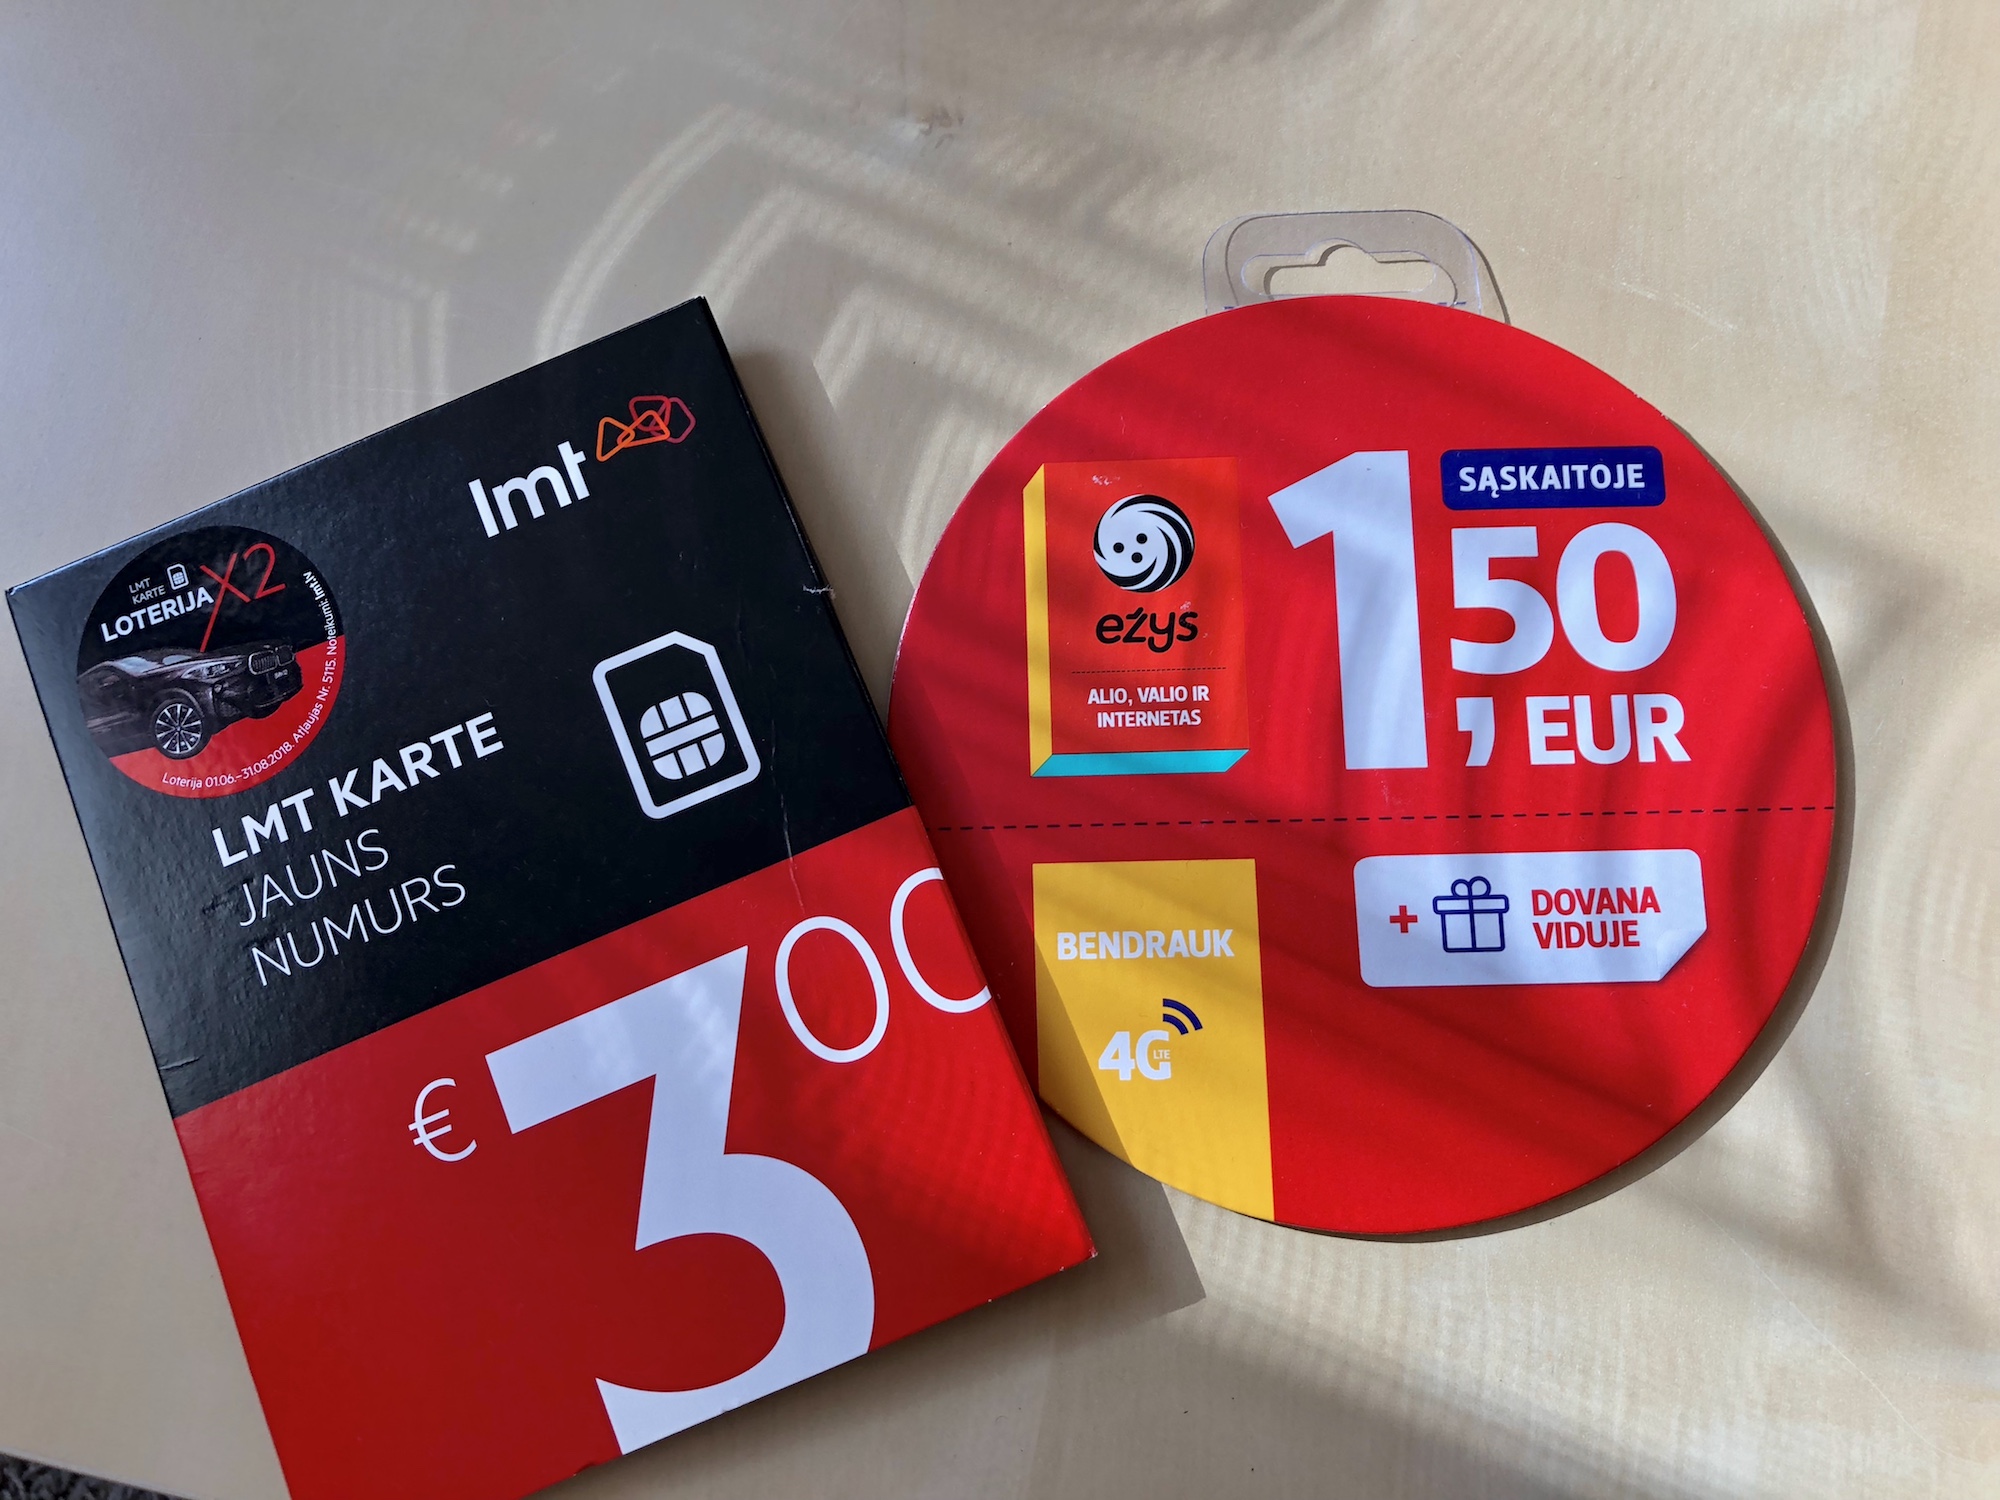 lmt
LMT
KARTE
LOTERIJA X2
Loterija 01.06.–31.08.2018. Atļaujas Nr. 5115. Noteikumi: lmt.lv
LMT KARTE
JAUNS
NUMURS
€ 3 00
ežys
ALIO, VALIO IR
INTERNETAS
SĄSKAITOJE
1,50 EUR
BENDRAUK
4G
LTE
+ DOVANA
VIDUJE